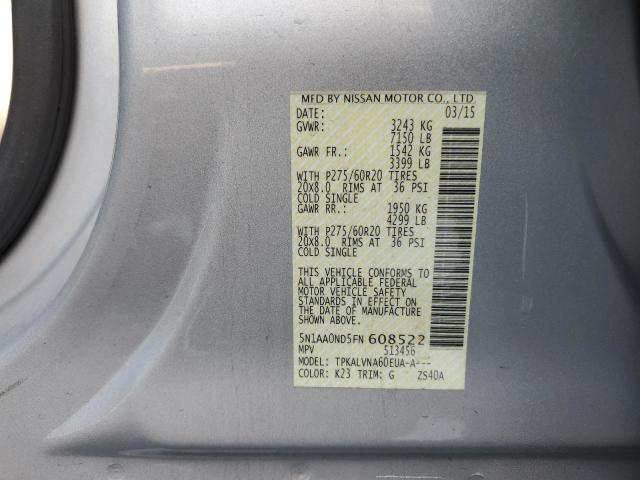 MFD BY NISSAN MOTOR CO., LTD
DATE: 03/15
GVWR: 3243 KG
7150 LB
GAWR FR.: 1542 KG
3399 LB
WITH P275/60R20 TIRES
20X8.0 RIMS AT 36 PSI
COLD SINGLE
GAWR RR.: 1950 KG
4299 LB
WITH P275/60R20 TIRES
20X8.0 RIMS AT 36 PSI
COLD SINGLE
THIS VEHICLE CONFORMS TO
ALL APPLICABLE FEDERAL
MOTOR VEHICLE SAFETY
STANDARDS IN EFFECT ON
THE DATE OF MANUFACTURE
SHOWN ABOVE.
5N1AA0ND5FN 608522
MPV 513456
MODEL: TPKALVNA60EUA-A---
COLOR: K23 TRIM: G ZS40A